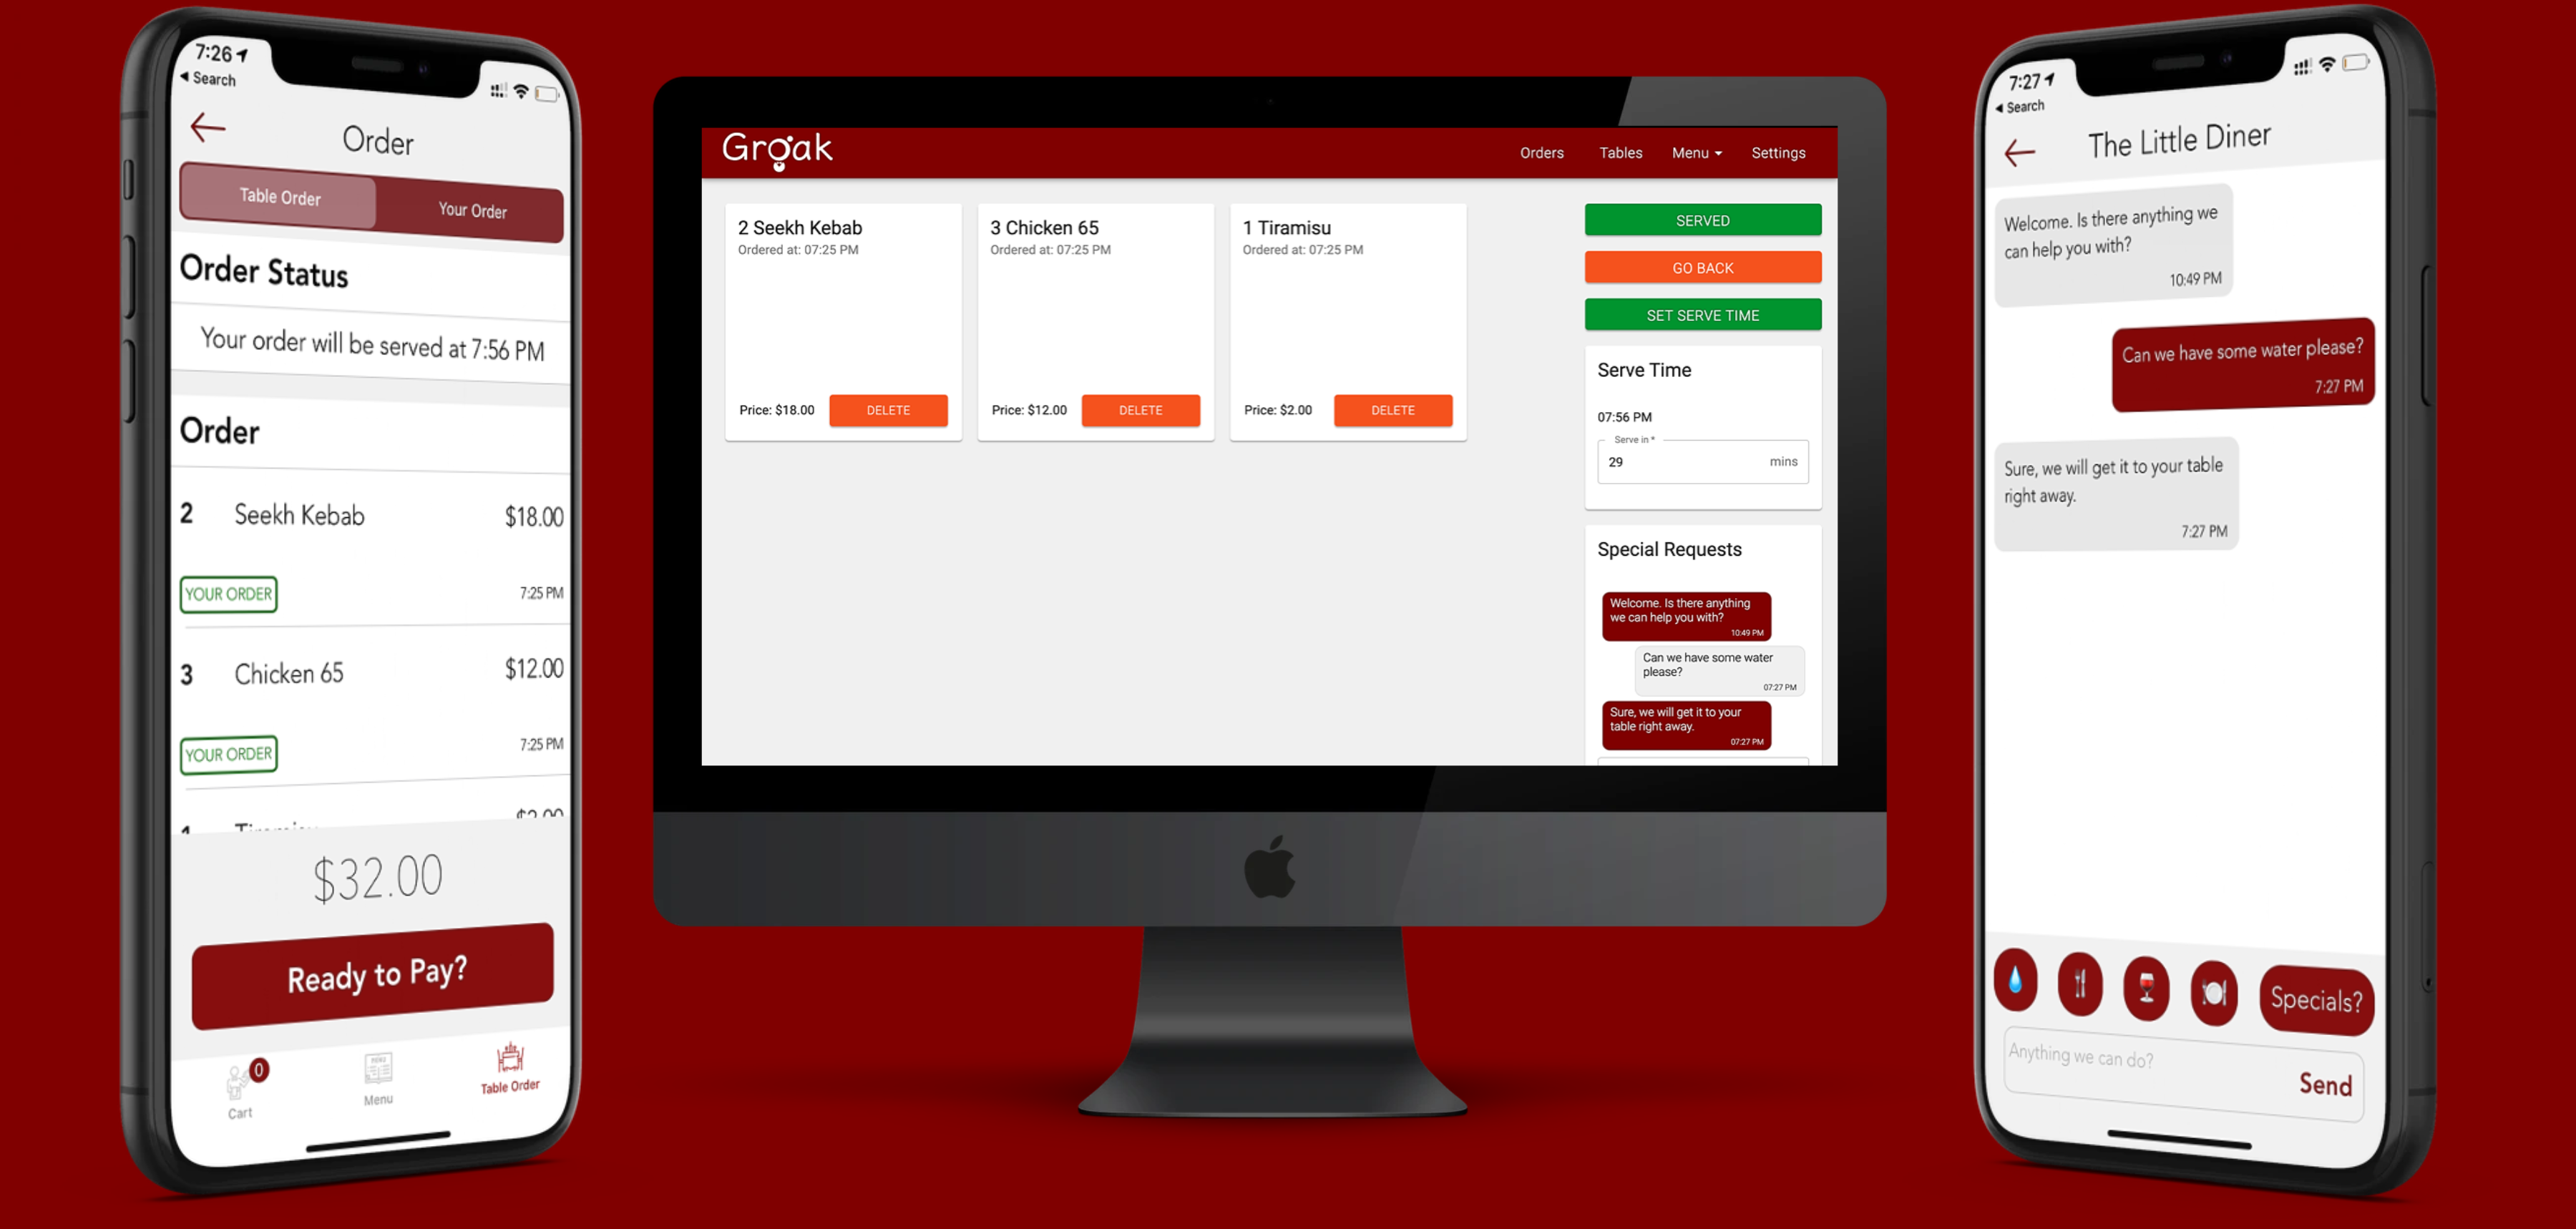 7:26
Search
Order
Table Order
Your Order
Order Status
Your order will be served at 7:56 PM
Order
2 Seekh Kebab $18.00
YOUR ORDER 7:25 PM
3 Chicken 65 $12.00
YOUR ORDER 7:25 PM
1 Tiramisu $2.00
$32.00
Ready to Pay?
0
Cart
Menu
Table Order
Groak
Orders Tables Menu Settings
2 Seekh Kebab
Ordered at: 07:25 PM
Price: $18.00 DELETE
3 Chicken 65
Ordered at: 07:25 PM
Price: $12.00 DELETE
1 Tiramisu
Ordered at: 07:25 PM
Price: $2.00 DELETE
SERVED
GO BACK
SET SERVE TIME
Serve Time
07:56 PM
Serve in *
29 mins
Special Requests
Welcome. Is there anything
we can help you with?
10:49 PM
Can we have some water
please?
07:27 PM
Sure, we will get it to your
table right away.
07:27 PM
7:27
Search
The Little Diner
Welcome. Is there anything we
can help you with?
10:49 PM
Can we have some water please?
7:27 PM
Sure, we will get it to your table
right away.
7:27 PM
Specials?
Anything we can do?
Send